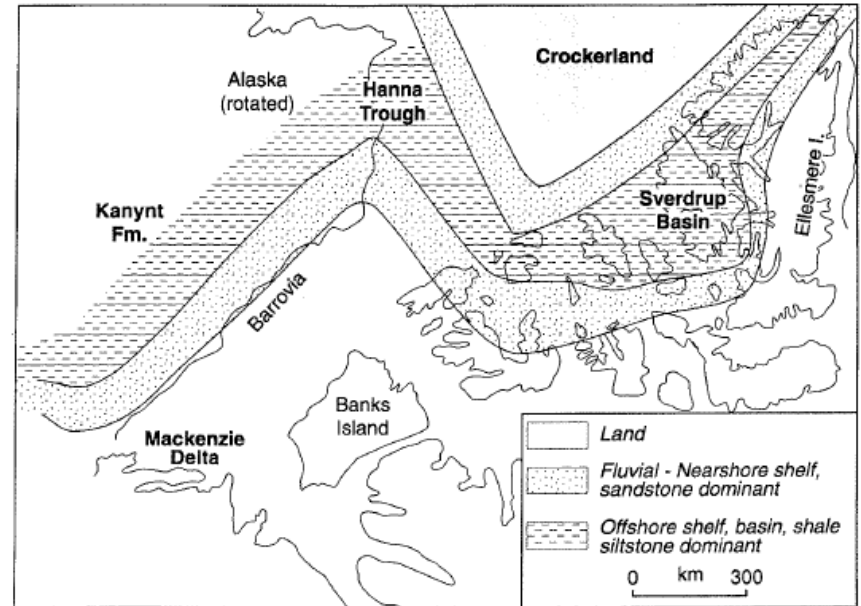 Crockerland
Alaska
(rotated)
Hanna
Trough
Kanynt
Fm.
Sverdrup
Basin
Ellesmere I.
Barrovia
Banks
Island
Mackenzie
Delta
Land
Fluvial - Nearshore shelf,
sandstone dominant
Offshore shelf, basin, shale
siltstone dominant
0 km 300